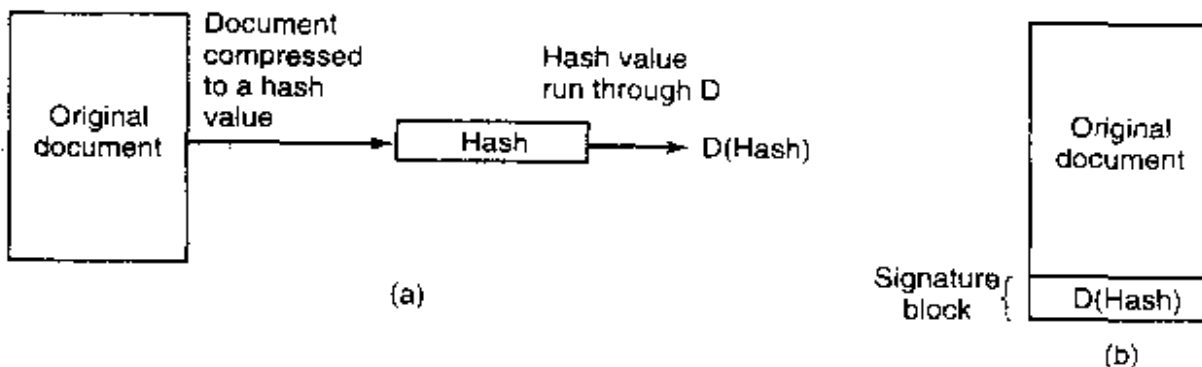 Document
compressed
to a hash
value
Original
document
Hash value
run through D
Hash
D(Hash)
(a)
Original
document
Signature
block
D(Hash)
(b)